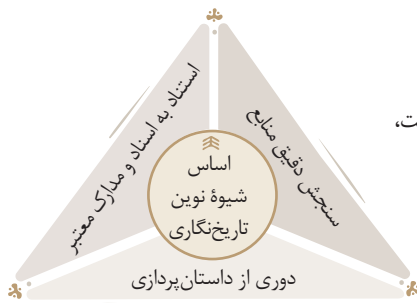 استناد به اسناد و مدارک معتبر
سنجش دقیق منابع
اساس
شیوهٔ نوین
تاریخ‌نگاری
دوری از داستان‌پردازی
ت،